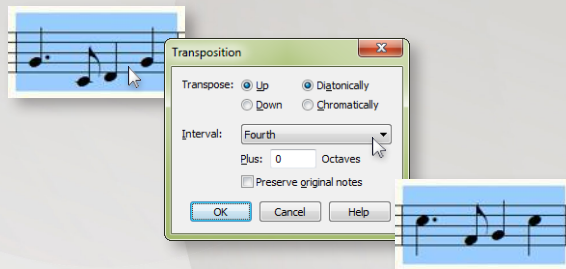 Transposition
Transpose: Up Diatonically
Down Chromatically
Interval: Fourth
Plus: 0 Octaves
Preserve original notes
OK Cancel Help